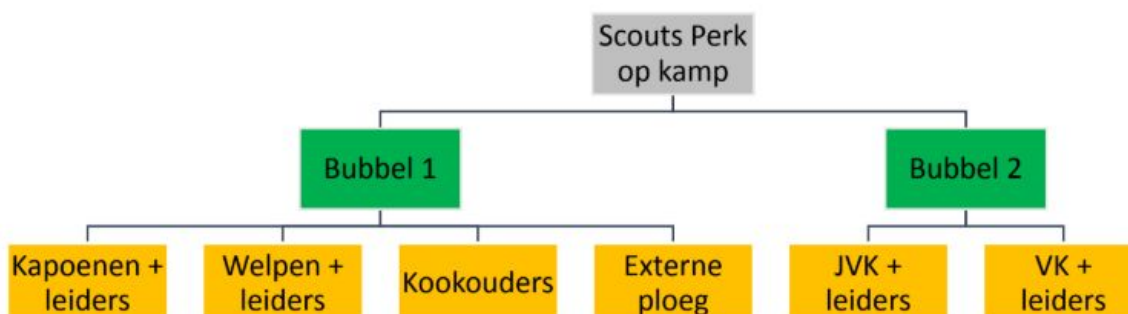 Scouts Perk
op kamp
Bubbel 1
Bubbel 2
Kapoenen +
leiders
Welpen +
leiders
Kookouders
Externe
ploeg
JVK +
leiders
VK +
leiders